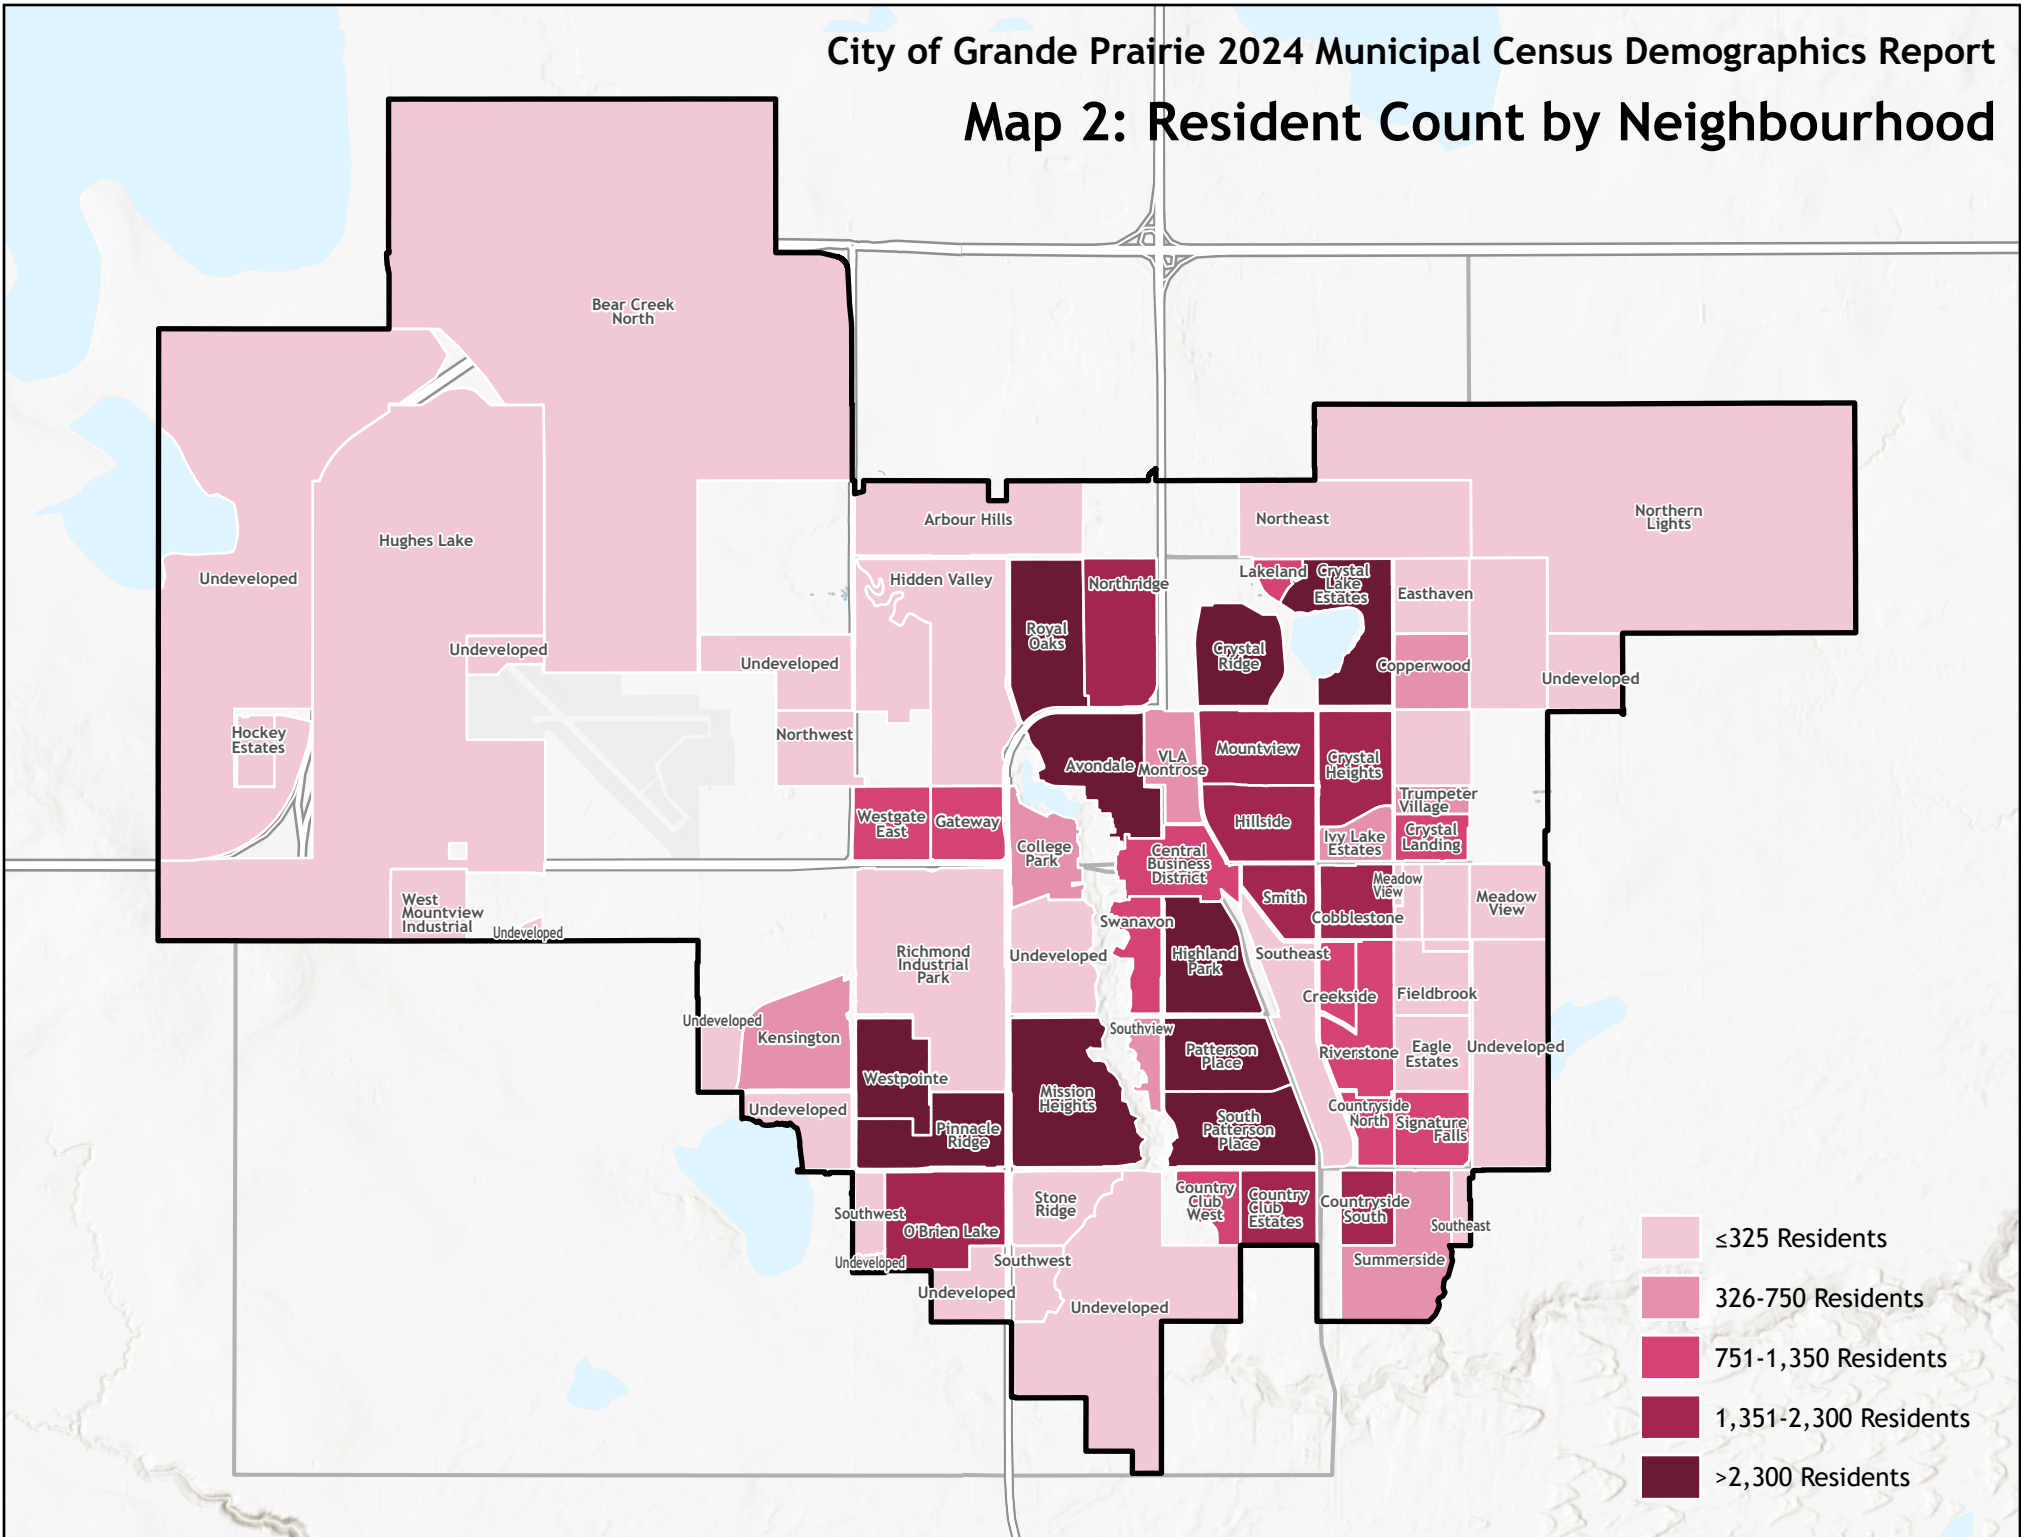 City of Grande Prairie 2024 Municipal Census Demographics Report
Map 2: Resident Count by Neighbourhood
Bear Creek
North
Hughes Lake
Undeveloped
Undeveloped
Hockey
Estates
West
Mountview
Industrial
Undeveloped
Undeveloped
Northwest
Arbour Hills
Hidden Valley
Royal
Oaks
Northridge
Northeast
Northern
Lights
Lakeland
Crystal
Lake
Estates
Easthaven
Crystal
Ridge
Copperwood
Undeveloped
Avondale
VLA
Montrose
Mountview
Crystal
Heights
Trumpeter
Village
Westgate
East
Gateway
College
Park
Central
Business
District
Hillside
Ivy Lake
Estates
Crystal
Landing
Smith
Meadow
View
Cobblestone
Meadow
View
Swanavon
Richmond
Industrial
Park
Undeveloped
Highland
Park
Southeast
Creekside
Fieldbrook
Undeveloped
Kensington
Southview
Patterson
Place
Riverstone
Eagle
Estates
Undeveloped
Westpointe
Mission
Heights
Undeveloped
Pinnacle
Ridge
South
Patterson
Place
Countryside
North
Signature
Falls
Southwest
O'Brien Lake
Stone
Ridge
Country
Club
West
Country
Club
Estates
Countryside
South
Southeast
Undeveloped
Southwest
Summerside
Undeveloped
Undeveloped
≤325 Residents
326-750 Residents
751-1,350 Residents
1,351-2,300 Residents
>2,300 Residents